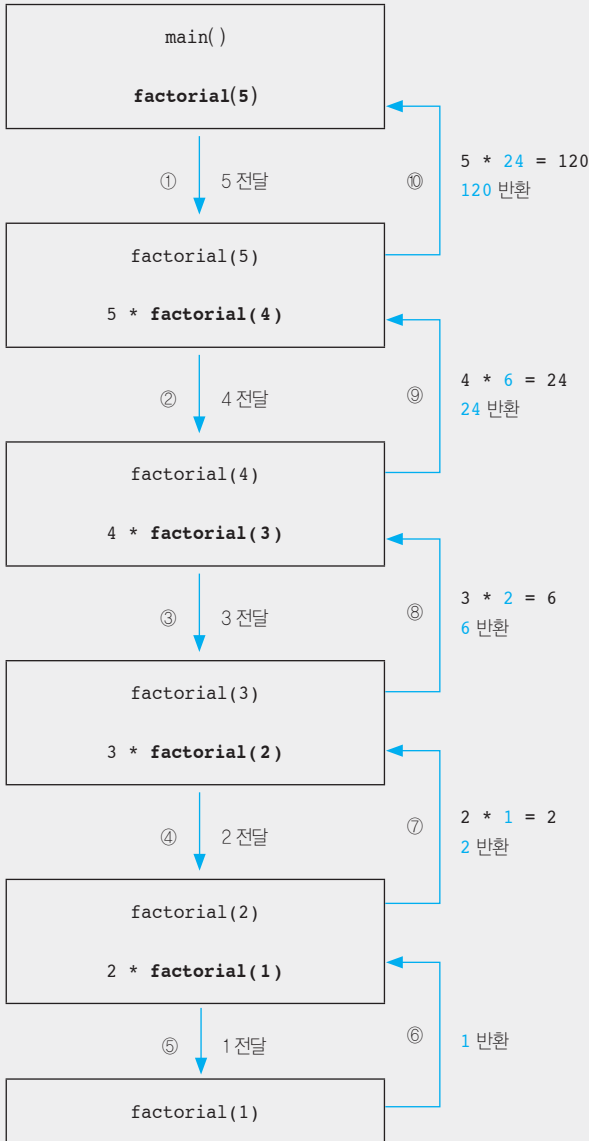 main()
factorial(5)
① 5 전달
⑩ 5 * 24 = 120
120 반환
factorial(5)
5 * factorial(4)
② 4 전달
⑨ 4 * 6 = 24
24 반환
factorial(4)
4 * factorial(3)
③ 3 전달
⑧ 3 * 2 = 6
6 반환
factorial(3)
3 * factorial(2)
④ 2 전달
⑦ 2 * 1 = 2
2 반환
factorial(2)
2 * factorial(1)
⑤ 1 전달
⑥ 1 반환
factorial(1)